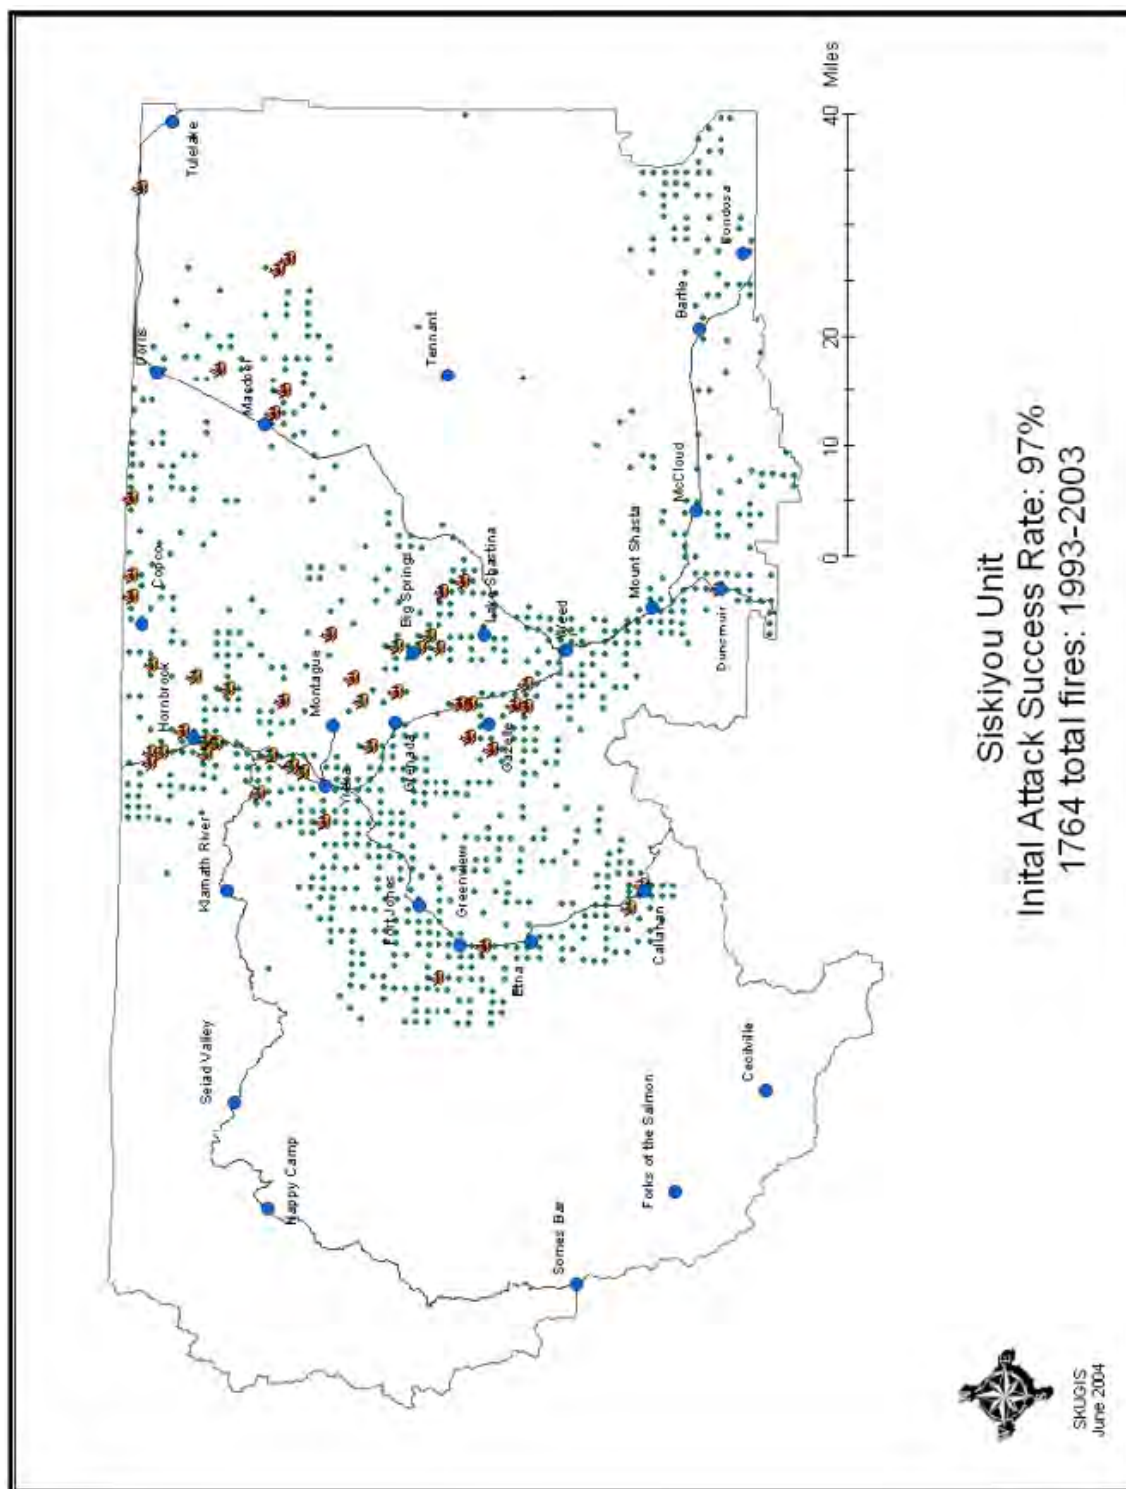 Dorris
Copco
Hornbrook
Tulelake
Klamath River
Seiad Valley
Macdoel
Happy Camp
Montague
Yreka
Fort Jones
Big Springs
Grenada
Tennant
Greenview
Lake Shastina
Gazelle
Etna
Weed
Somes Bar
Mount Shasta
Callahan
Forks of the Salmon
McCloud
Bartle
Dunsmuir
Pondosa
Cecilville
0 10 20 40 Miles
Siskiyou Unit
Inital Attack Success Rate: 97%
1764 total fires: 1993-2003
N
W E
S
SKUGIS
June 2004